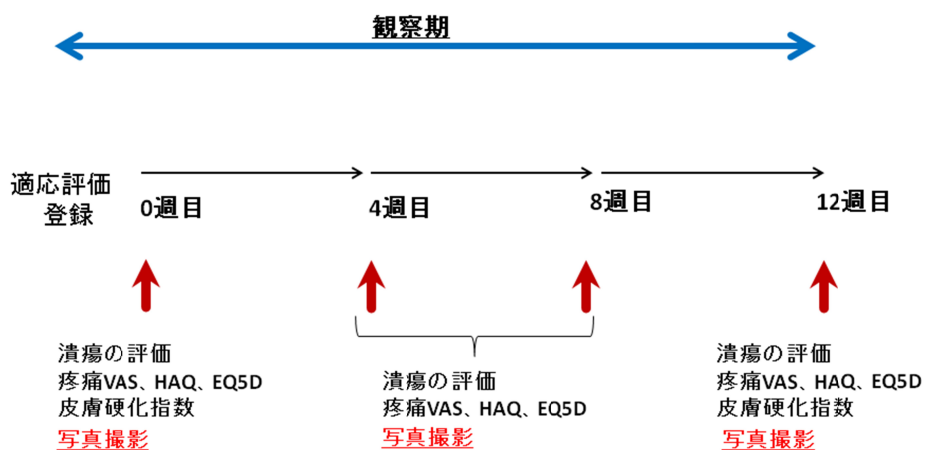 観察期
適応評価
登録
0週目
4週目
8週目
12週目
潰瘍の評価
疼痛VAS、HAQ、EQ5D
皮膚硬化指数
写真撮影
潰瘍の評価
疼痛VAS、HAQ、EQ5D
写真撮影
潰瘍の評価
疼痛VAS、HAQ、EQ5D
皮膚硬化指数
写真撮影